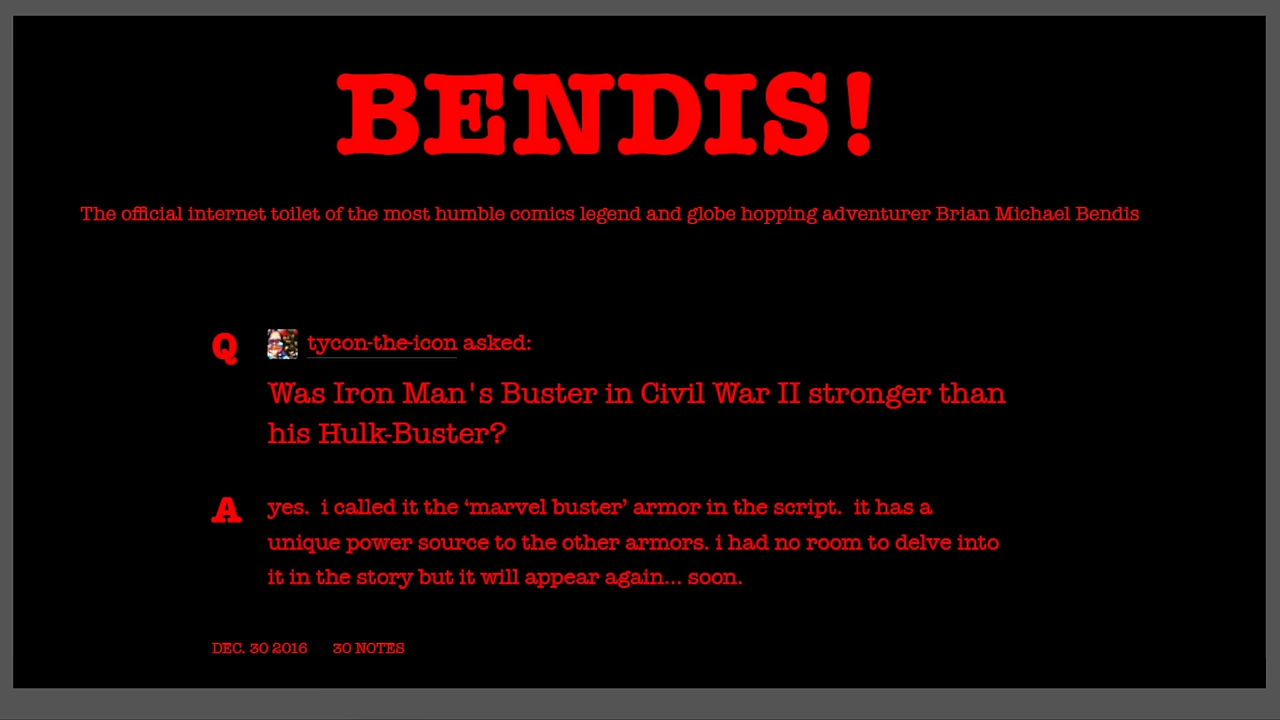 BENDIS!
The official internet toilet of the most humble comics legend and globe hopping adventurer Brian Michael Bendis
Q tycon-the-icon asked:
Was Iron Man's Buster in Civil War II stronger than
his Hulk-Buster?
A yes.  i called it the ‘marvel buster’ armor in the script.  it has a
unique power source to the other armors. i had no room to delve into
it in the story but it will appear again... soon.
DEC. 30 2016 30 NOTES